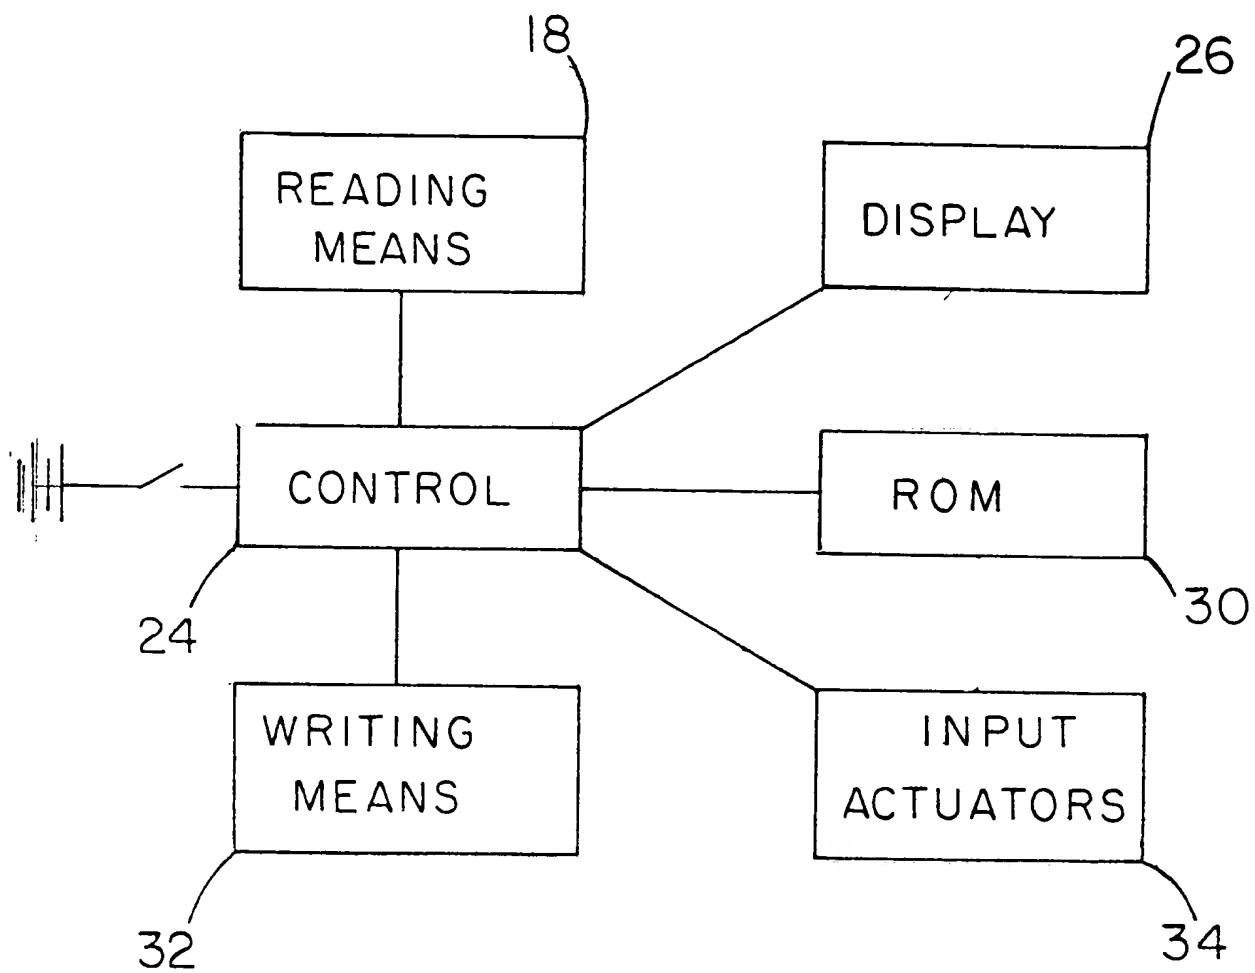 18
26
READING
MEANS
DISPLAY
CONTROL
ROM
24
30
WRITING
MEANS
INPUT
ACTUATORS
32
34